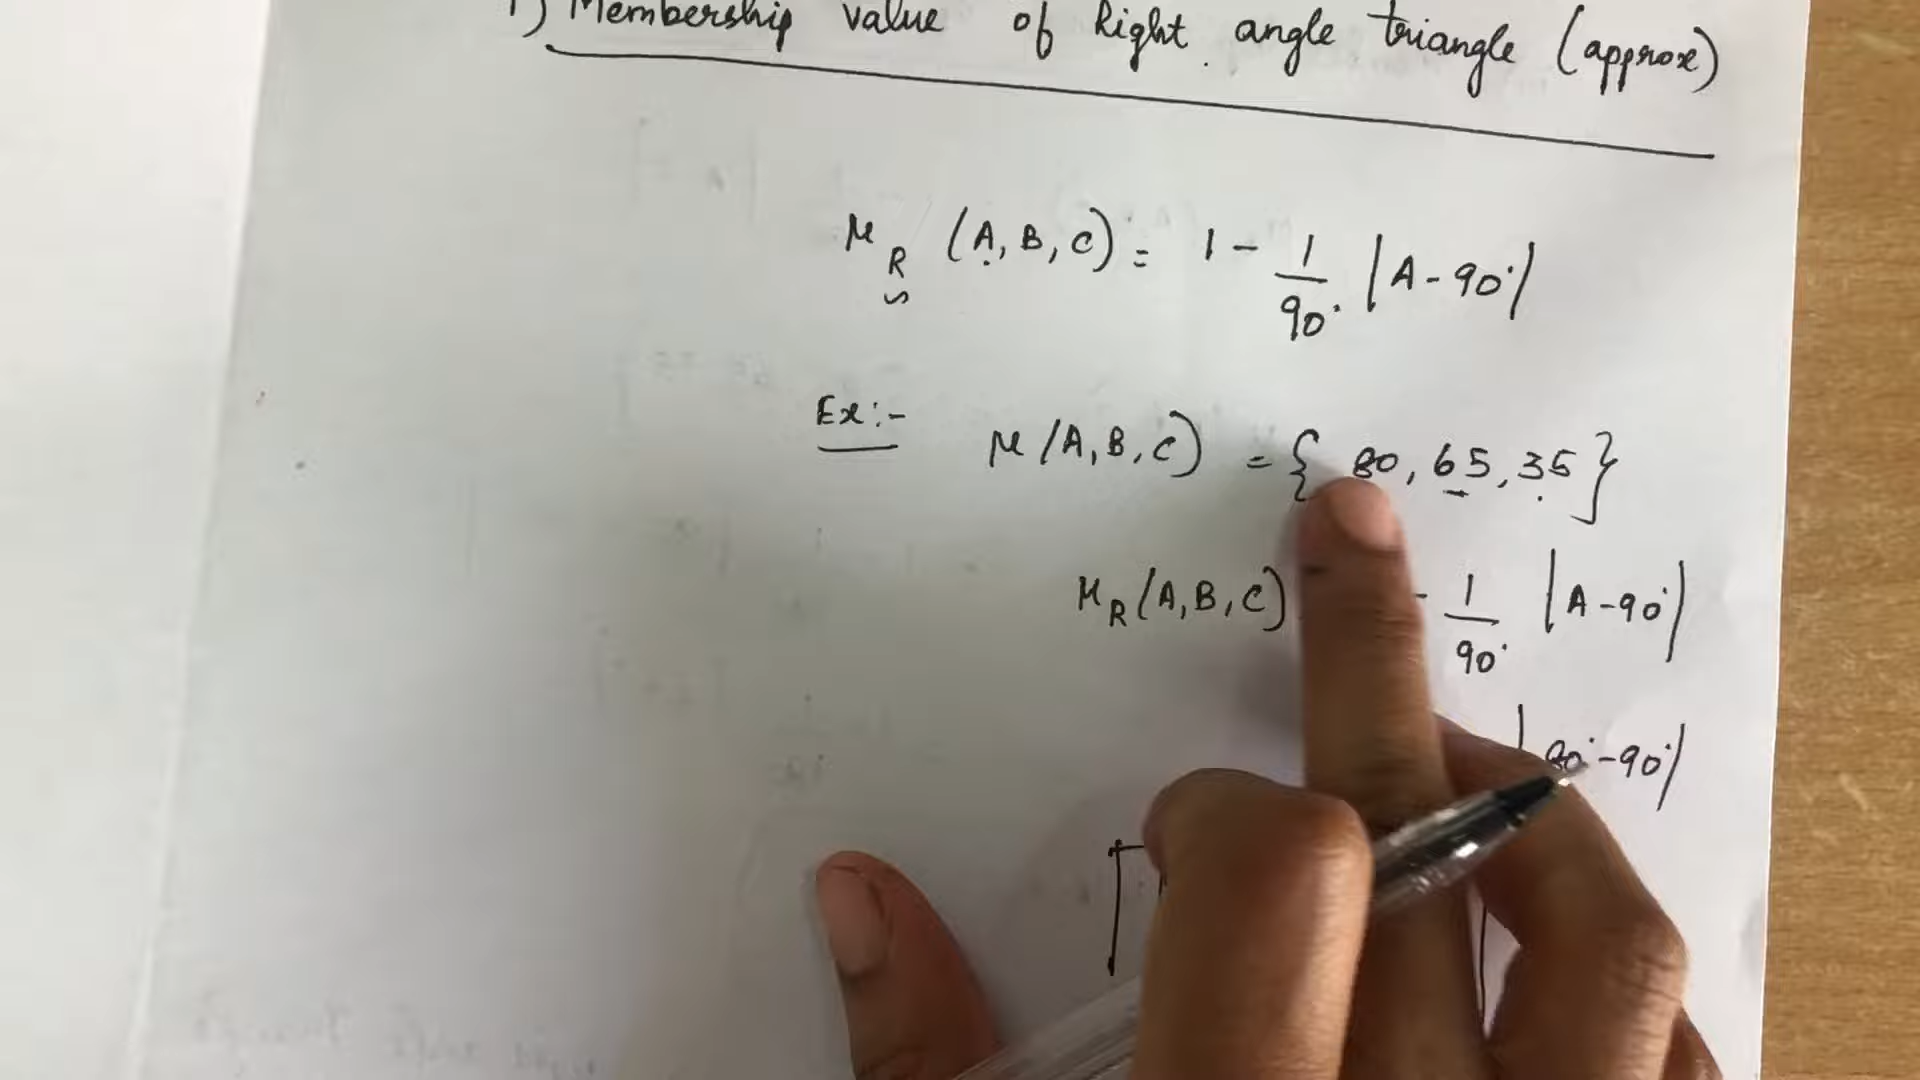 1) Membership value of Right angle triangle (approx)
μ R (A, B, C) = 1 - 1/90° |A - 90°|
Ex:- μ (A, B, C) = { 80, 65, 35 }
μR (A, B, C) - 1/90° |A - 90°|
| 80° - 90° |